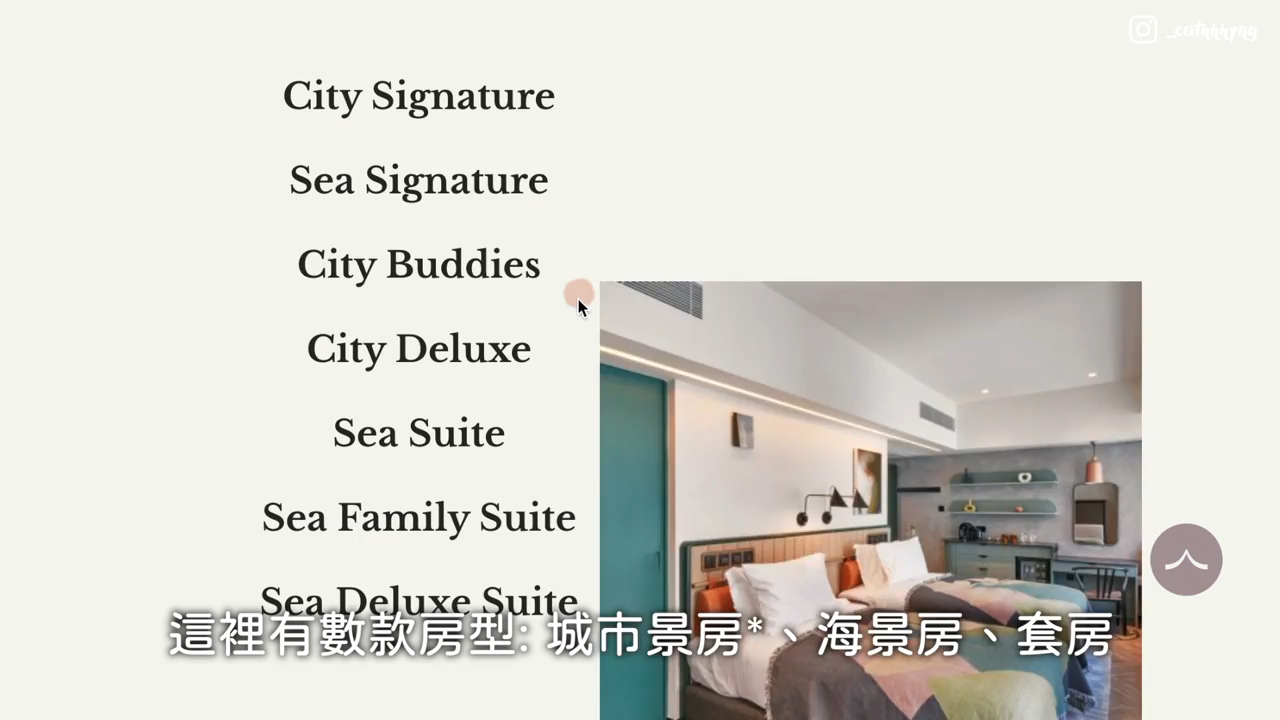 _cathhhyng
City Signature
Sea Signature
City Buddies
City Deluxe
Sea Suite
Sea Family Suite
Sea Deluxe Suite
這裡有數款房型: 城市景房*、海景房、套房